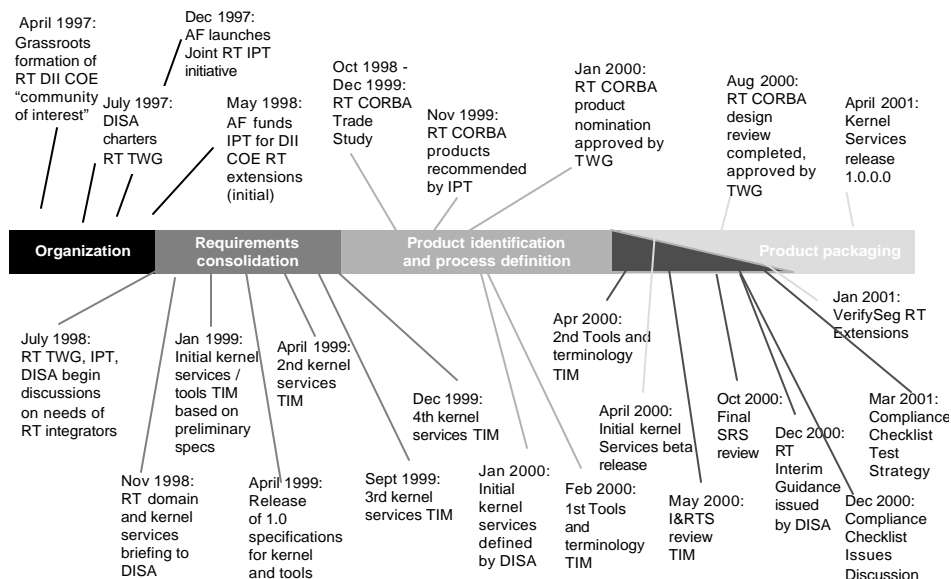 April 1997:
Grassroots
formation of
RT DII COE
“community
of interest”
July 1997:
DISA
charters
RT TWG
Dec 1997:
AF launches
Joint RT IPT
initiative
May 1998:
AF funds
IPT for DII
COE RT
extensions
(initial)
Oct 1998 -
Dec 1999:
RT CORBA
Trade
Study
Nov 1999:
RT CORBA
products
recommended
by IPT
Jan 2000:
RT CORBA
product
nomination
approved by
TWG
Aug 2000:
RT CORBA
design
review
completed,
approved by
TWG
April 2001:
Kernel
Services
release
1.0.0.0
Organization
Requirements
consolidation
Product identification
and process definition
Product packaging
July 1998:
RT TWG, IPT,
DISA begin
discussions
on needs of
RT integrators
Nov 1998:
RT domain
and kernel
services
briefing to
DISA
Jan 1999:
Initial kernel
services /
tools TIM
based on
preliminary
specs
April 1999:
Release
of 1.0
specifications
for kernel
and tools
April 1999:
2nd kernel
services
TIM
Sept 1999:
3rd kernel
services TIM
Dec 1999:
4th kernel
services TIM
Jan 2000:
Initial
kernel
services
defined
by DISA
Feb 2000:
1st Tools
and
terminology
TIM
Apr 2000:
2nd Tools and
terminology
TIM
April 2000:
Initial kernel
Services beta
release
May 2000:
I&RTS
review
TIM
Oct 2000:
Final
SRS
review
Dec 2000:
RT
Interim
Guidance
issued
by DISA
Dec 2000:
Compliance
Checklist
Issues
Discussion
Jan 2001:
VerifySeg RT
Extensions
Mar 2001:
Compliance
Checklist
Test
Strategy